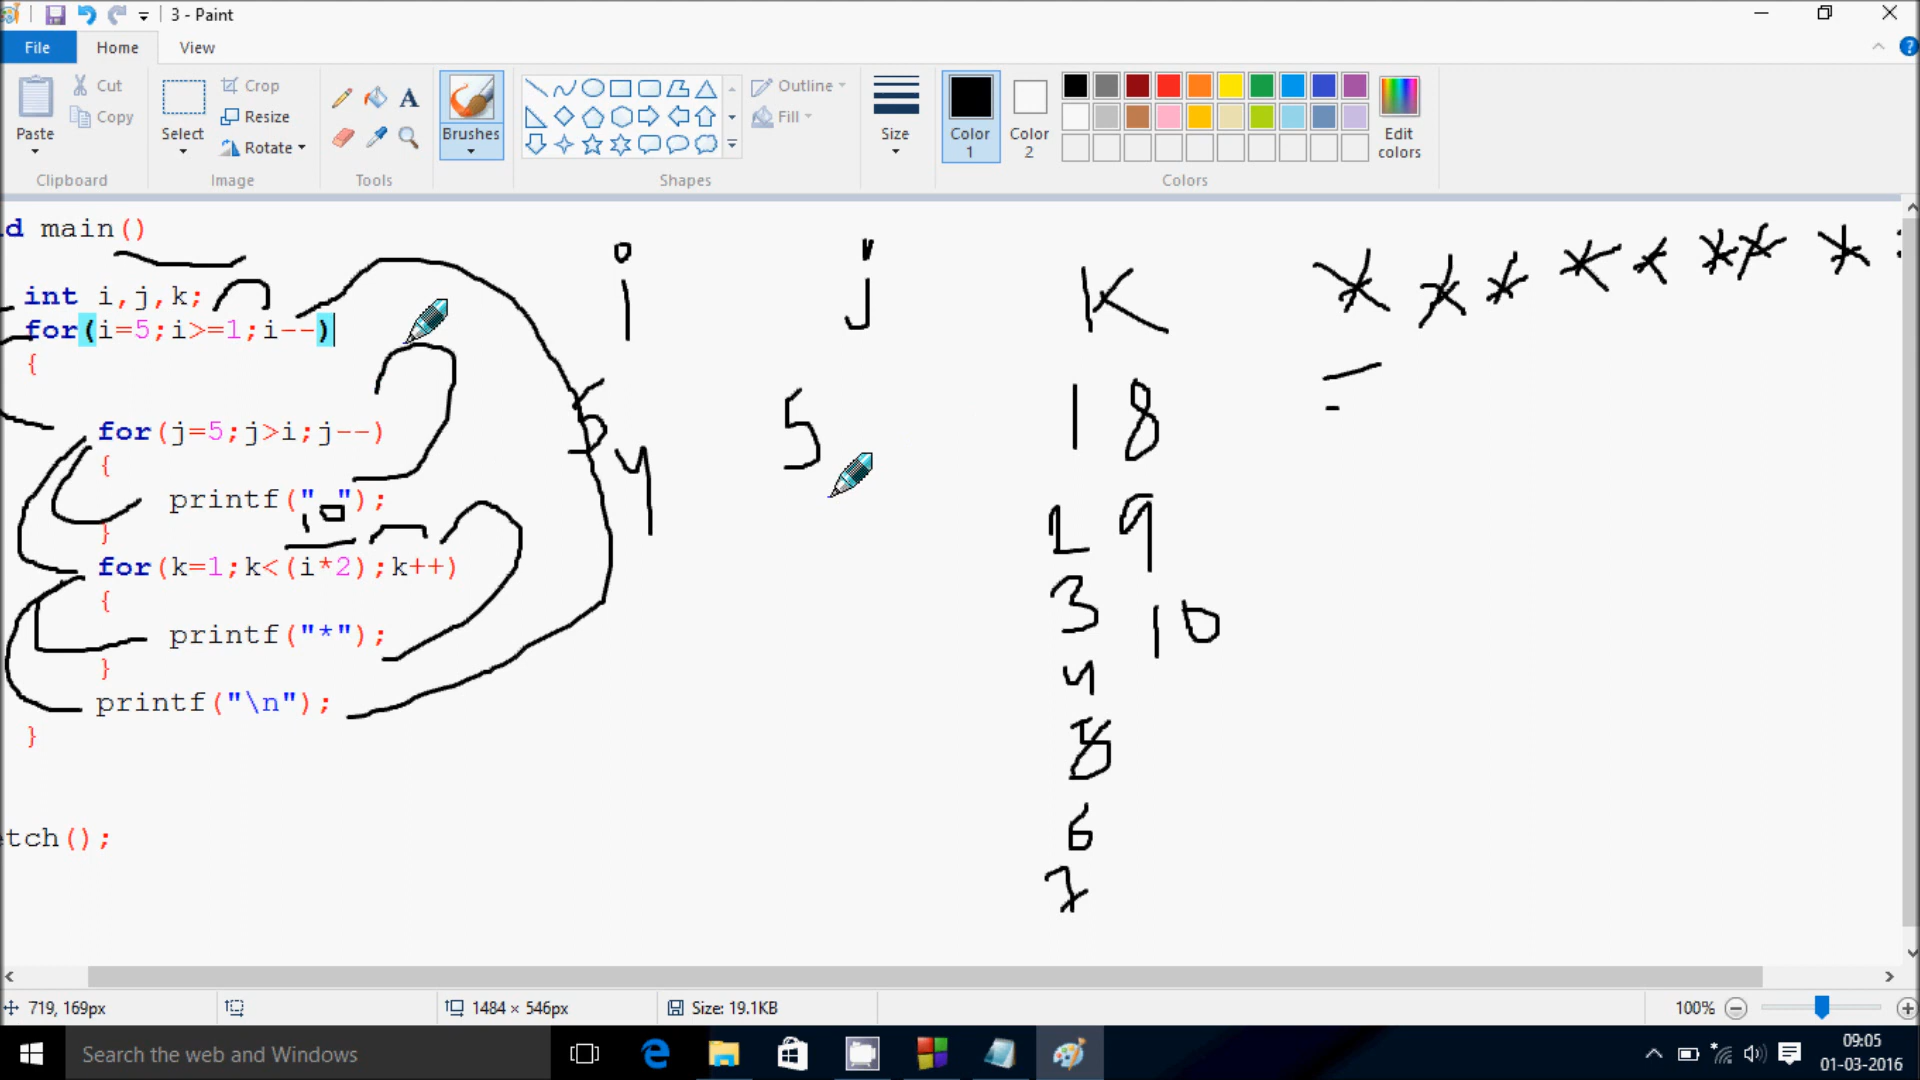 3 - Paint
File Home View
Paste
Cut
Copy
Clipboard
Select
Crop
Resize
Rotate
Image
A
Tools
Brushes
Outline
Fill
Shapes
Size
Color 1
Color 2
Edit colors
Colors
d main()
int i,j,k;
for(i=5;i>=1;i--)
{
for(j=5;j>i;j--)
{
printf(" ");
}
10
for(k=1;k<(i*2);k++)
{
printf("*");
}
printf("\n");
}
etch();
i j K * * * * * * * *
5 5 1 8
4
2 9
3 10
4
5
6
7
719, 169px
1484 × 546px
Size: 19.1KB
100%
Search the web and Windows
09:05
01-03-2016